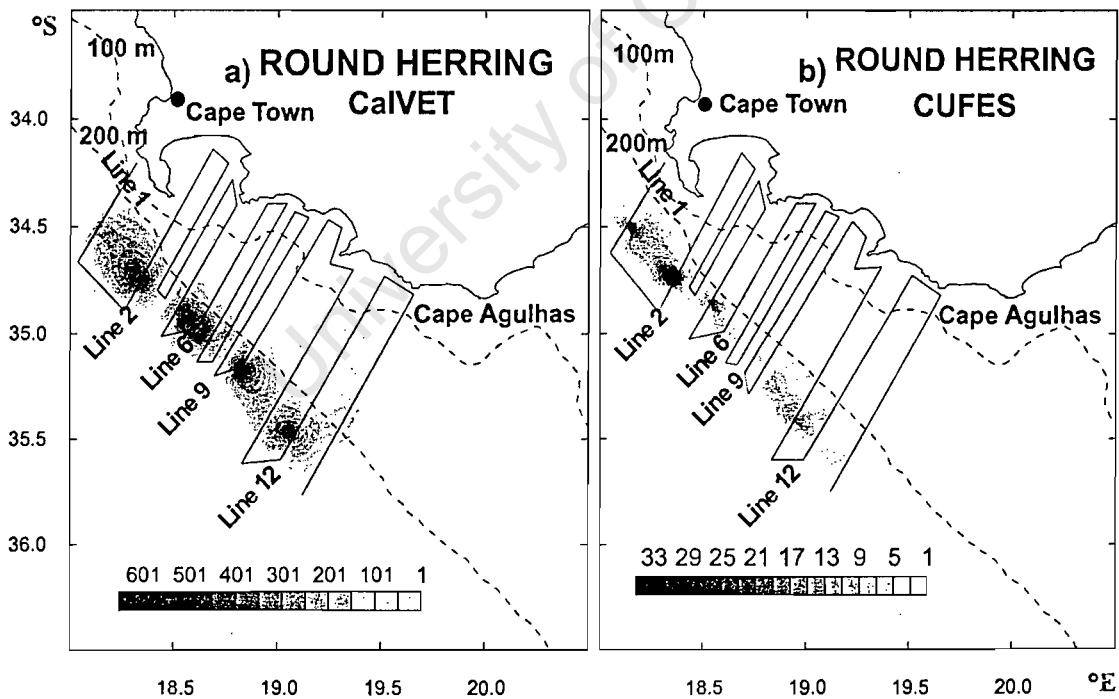 °S
100 m
a) ROUND HERRING
CalVET
Cape Town
34.0
200 m
Line 1
34.5
Line 2
Line 6
Line 9
Line 12
Cape Agulhas
35.0
35.5
36.0
601 501 401 301 201 101 1
18.5 19.0 19.5 20.0
100m
b) ROUND HERRING
CUFES
Cape Town
200m
Line 1
Line 2
Line 6
Line 9
Line 12
Cape Agulhas
33 29 25 21 17 13 9 5 1
18.5 19.0 19.5 20.0
°E
University of C